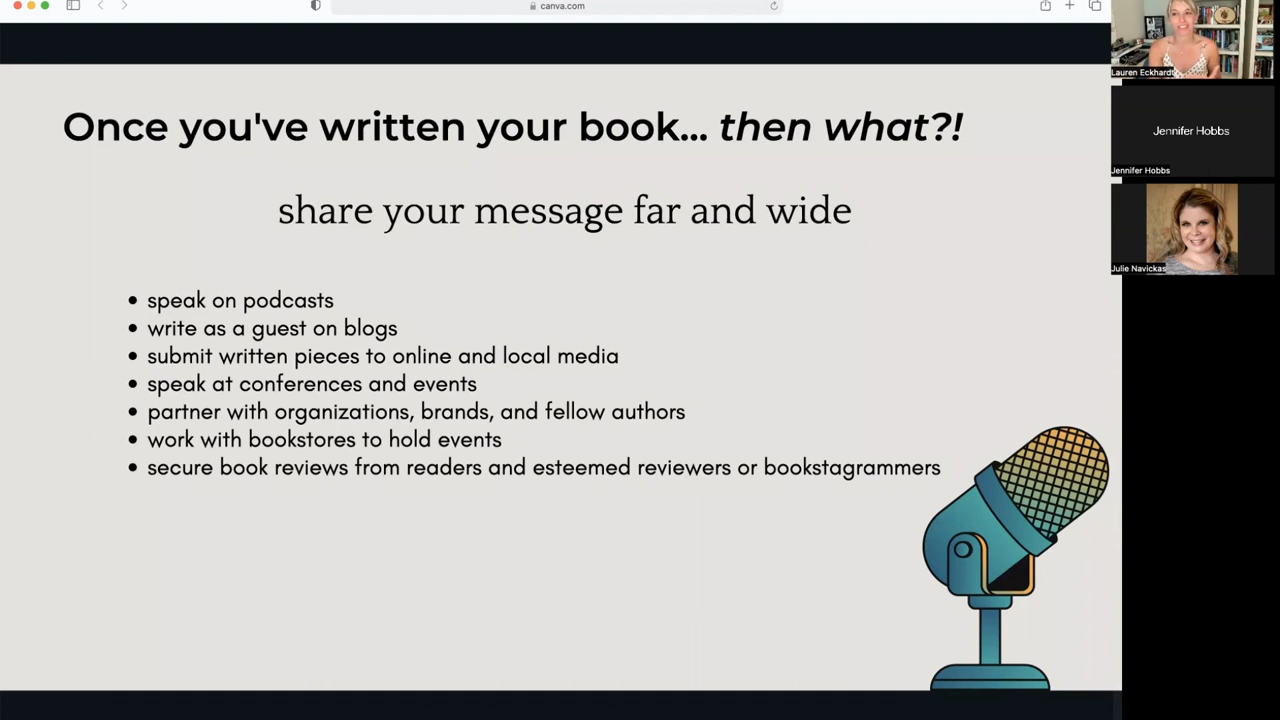 canva.com
Once you've written your book... then what?!
share your message far and wide
speak on podcasts
write as a guest on blogs
submit written pieces to online and local media
speak at conferences and events
partner with organizations, brands, and fellow authors
work with bookstores to hold events
secure book reviews from readers and esteemed reviewers or bookstagrammers
Lauren Eckhardt
Jennifer Hobbs
Jennifer Hobbs
Julie Navickas